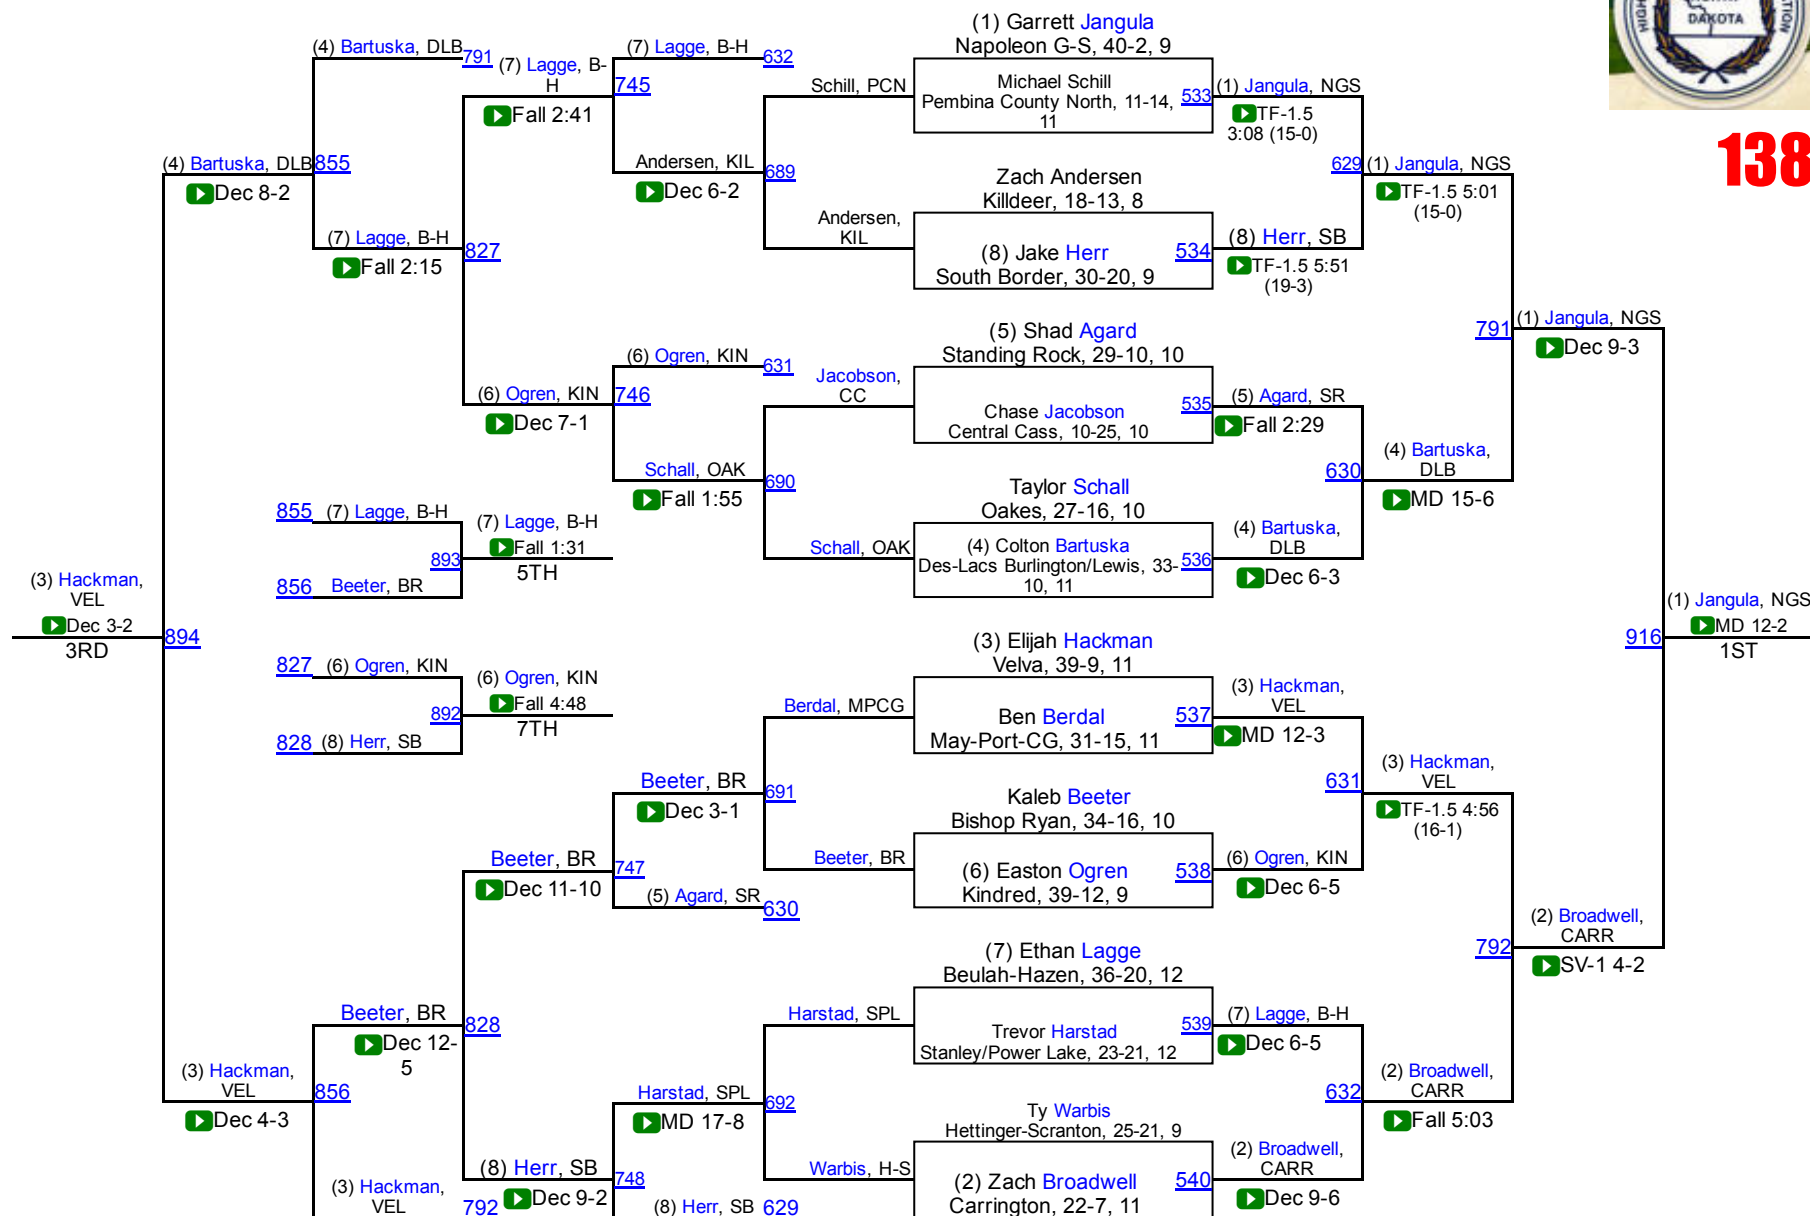 HIGH
DAKOTA
ATION
138
(4) Bartuska, DLB
791
(7) Lagge, B-
H
Fall 2:41
(7) Lagge, B-H
632
745
(4) Bartuska, DLB
Dec 8-2
855
Andersen, KIL
Dec 6-2
689
(7) Lagge, B-H
Fall 2:15
827
(6) Ogren, KIN
631
(6) Ogren, KIN
Dec 7-1
746
Schall, OAK
Fall 1:55
690
855
(7) Lagge, B-H
(7) Lagge, B-H
Fall 1:31
5TH
893
856
Beeter, BR
(3) Hackman,
VEL
Dec 3-2
3RD
894
827
(6) Ogren, KIN
(6) Ogren, KIN
Fall 4:48
7TH
892
828
(8) Herr, SB
Beeter, BR
Dec 3-1
691
Beeter, BR
Dec 11-10
747
(5) Agard, SR
630
Beeter, BR
Dec 12-
5
828
(3) Hackman,
VEL
Dec 4-3
856
Harstad, SPL
MD 17-8
692
(8) Herr, SB
Dec 9-2
748
(3) Hackman,
VEL
792
(8) Herr, SB
629
(1) Garrett Jangula
Napoleon G-S, 40-2, 9
Schill, PCN
Michael Schill
Pembina County North, 11-14,
11
533
(1) Jangula, NGS
TF-1.5
3:08 (15-0)
Zach Andersen
Killdeer, 18-13, 8
Andersen,
KIL
(8) Jake Herr
South Border, 30-20, 9
534
(8) Herr, SB
TF-1.5 5:51
(19-3)
629
(1) Jangula, NGS
TF-1.5 5:01
(15-0)
(5) Shad Agard
Standing Rock, 29-10, 10
Jacobson,
CC
Chase Jacobson
Central Cass, 10-25, 10
535
(5) Agard, SR
Fall 2:29
Taylor Schall
Oakes, 27-16, 10
Schall, OAK
(4) Colton Bartuska
Des-Lacs Burlington/Lewis, 33-
10, 11
536
(4) Bartuska,
DLB
Dec 6-3
630
(4) Bartuska,
DLB
MD 15-6
791
(1) Jangula, NGS
Dec 9-3
(3) Elijah Hackman
Velva, 39-9, 11
Berdal, MPCG
Ben Berdal
May-Port-CG, 31-15, 11
537
(3) Hackman,
VEL
MD 12-3
Kaleb Beeter
Bishop Ryan, 34-16, 10
Beeter, BR
(6) Easton Ogren
Kindred, 39-12, 9
538
(6) Ogren, KIN
Dec 6-5
631
(3) Hackman,
VEL
TF-1.5 4:56
(16-1)
(7) Ethan Lagge
Beulah-Hazen, 36-20, 12
Harstad, SPL
Trevor Harstad
Stanley/Power Lake, 23-21, 12
539
(7) Lagge, B-H
Dec 6-5
Ty Warbis
Hettinger-Scranton, 25-21, 9
Warbis, H-S
(2) Zach Broadwell
Carrington, 22-7, 11
540
(2) Broadwell,
CARR
Dec 9-6
632
(2) Broadwell,
CARR
Fall 5:03
792
(2) Broadwell,
CARR
SV-1 4-2
916
(1) Jangula, NGS
MD 12-2
1ST